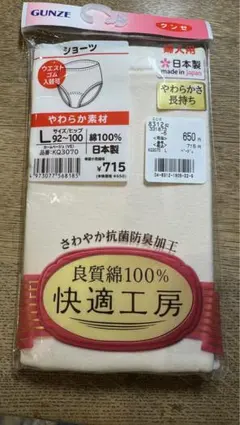 GUNZE
グンゼ
ショーツ
婦人用
ウエスト
ゴム
入替可
日本製
made in Japan
やわらか素材
やわらかさ
長持ち
L
サイズ/ヒップ
92~100
綿100%
品番:KQ3070
日本製
¥715
4973077568185
650
さわやか抗菌防臭加工
良質綿100%
快適工房